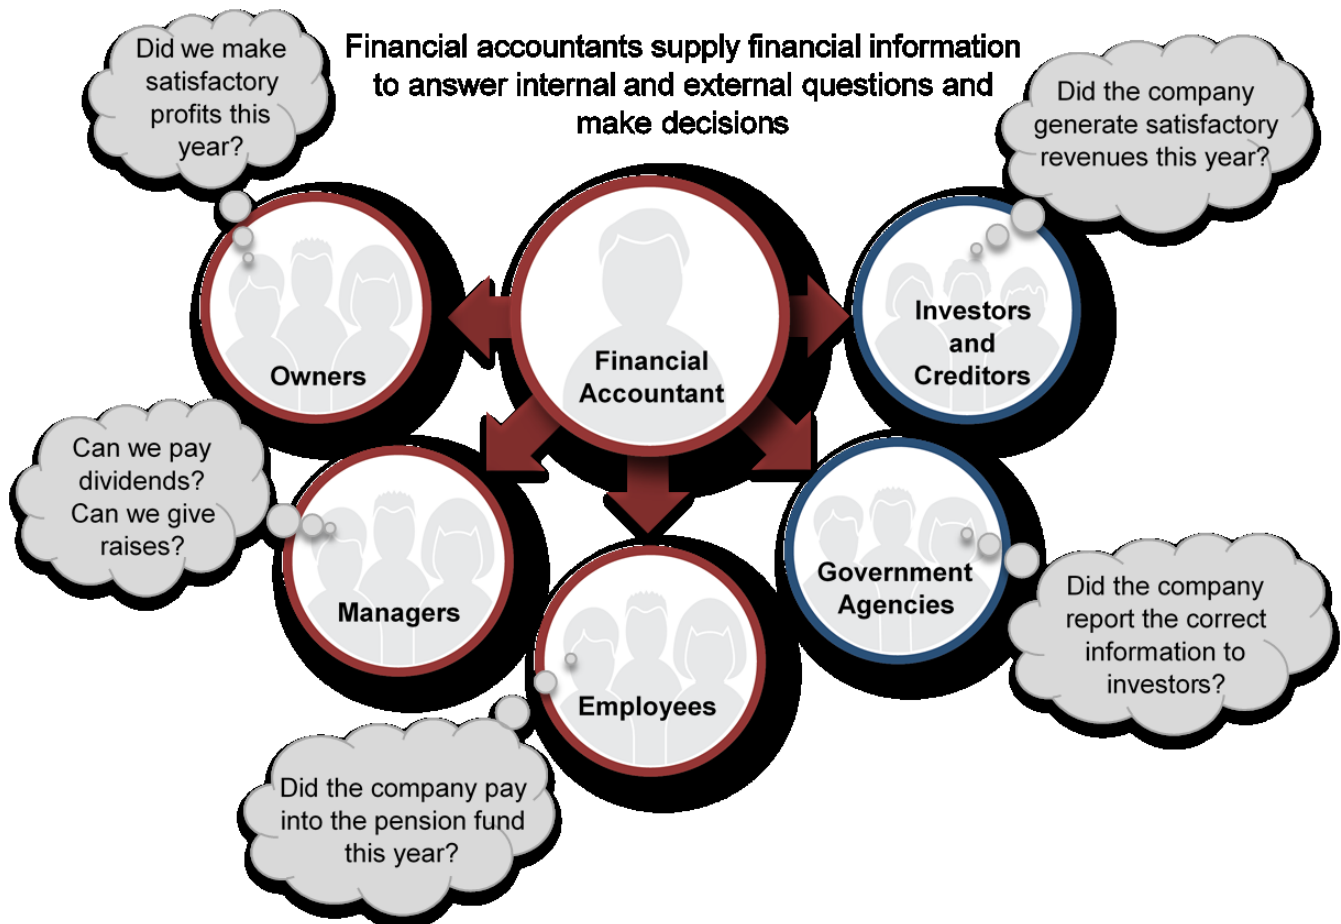 Financial accountants supply financial information
to answer internal and external questions and
make decisions
Did we make
satisfactory
profits this
year?
Owners
Financial
Accountant
Did the company
generate satisfactory
revenues this year?
Investors
and
Creditors
Can we pay
dividends?
Can we give
raises?
Managers
Did the company pay
into the pension fund
this year?
Employees
Government
Agencies
Did the company
report the correct
information to
investors?